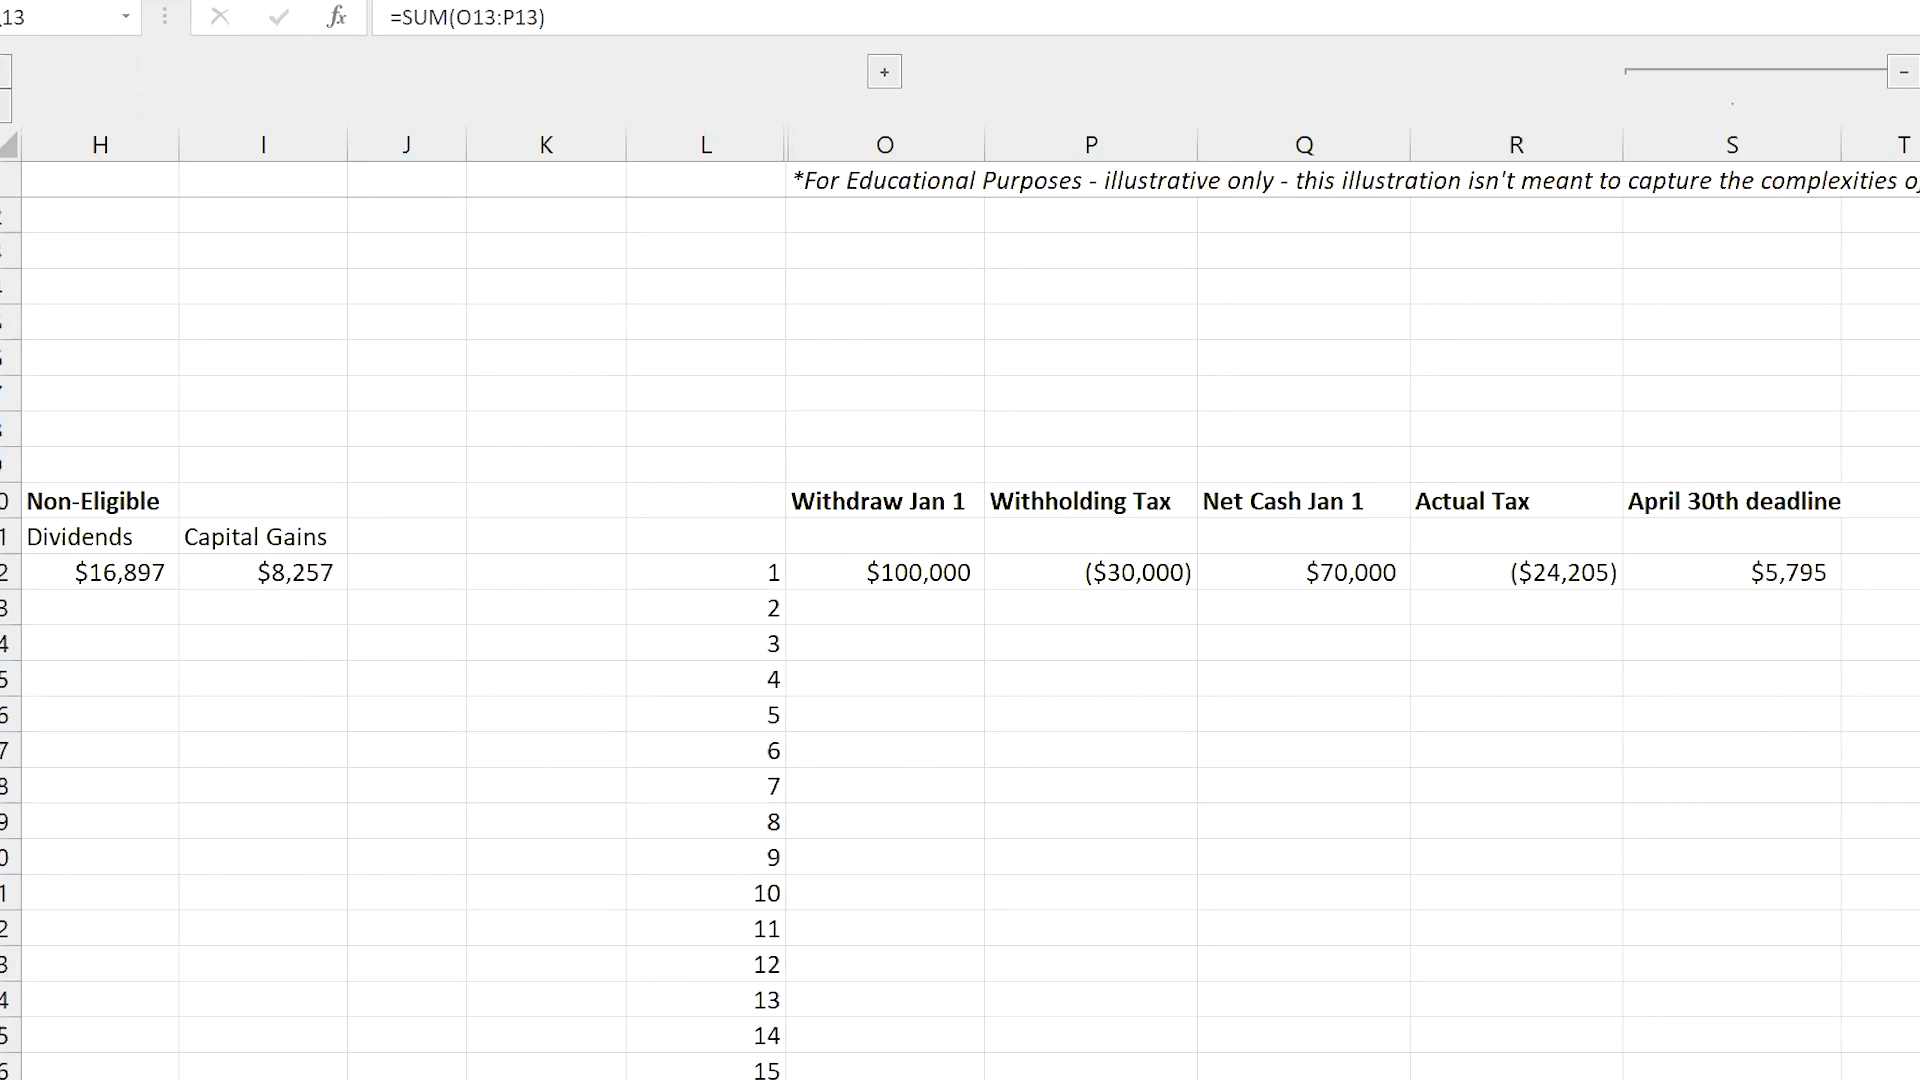 13 fx =SUM(O13:P13)
+ -
H I J K L O P Q R S T
*For Educational Purposes - illustrative only - this illustration isn't meant to capture the complexities
Non-Eligible Withdraw Jan 1 Withholding Tax Net Cash Jan 1 Actual Tax April 30th deadline
Dividends Capital Gains
$16,897 $8,257 1 $100,000 ($30,000) $70,000 ($24,205) $5,795
2
3
4
5
6
7
8
9
10
11
12
13
14
15